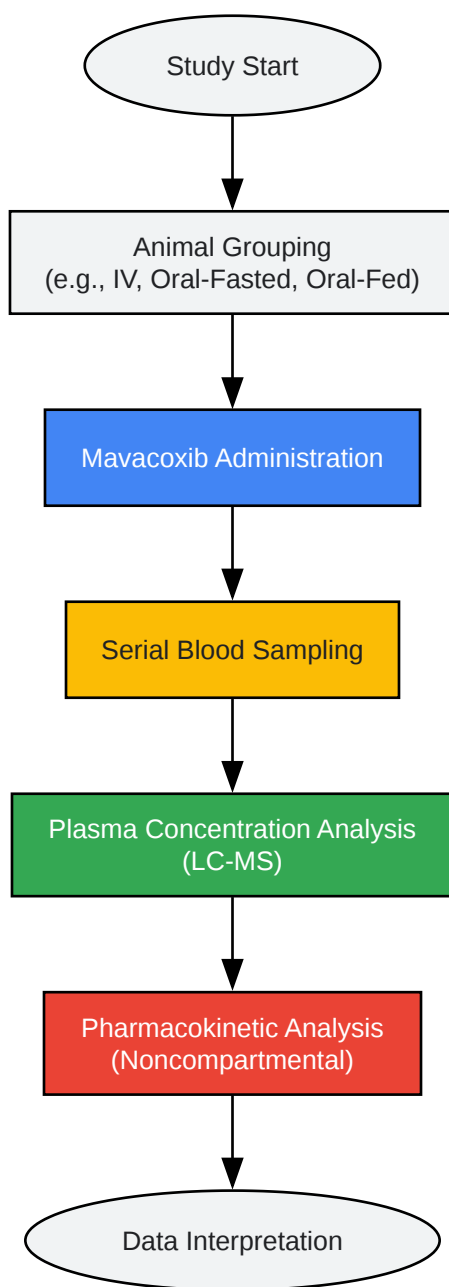 Study Start
Animal Grouping
(e.g., IV, Oral-Fasted, Oral-Fed)
Mavacoxib Administration
Serial Blood Sampling
Plasma Concentration Analysis
(LC-MS)
Pharmacokinetic Analysis
(Noncompartmental)
Data Interpretation